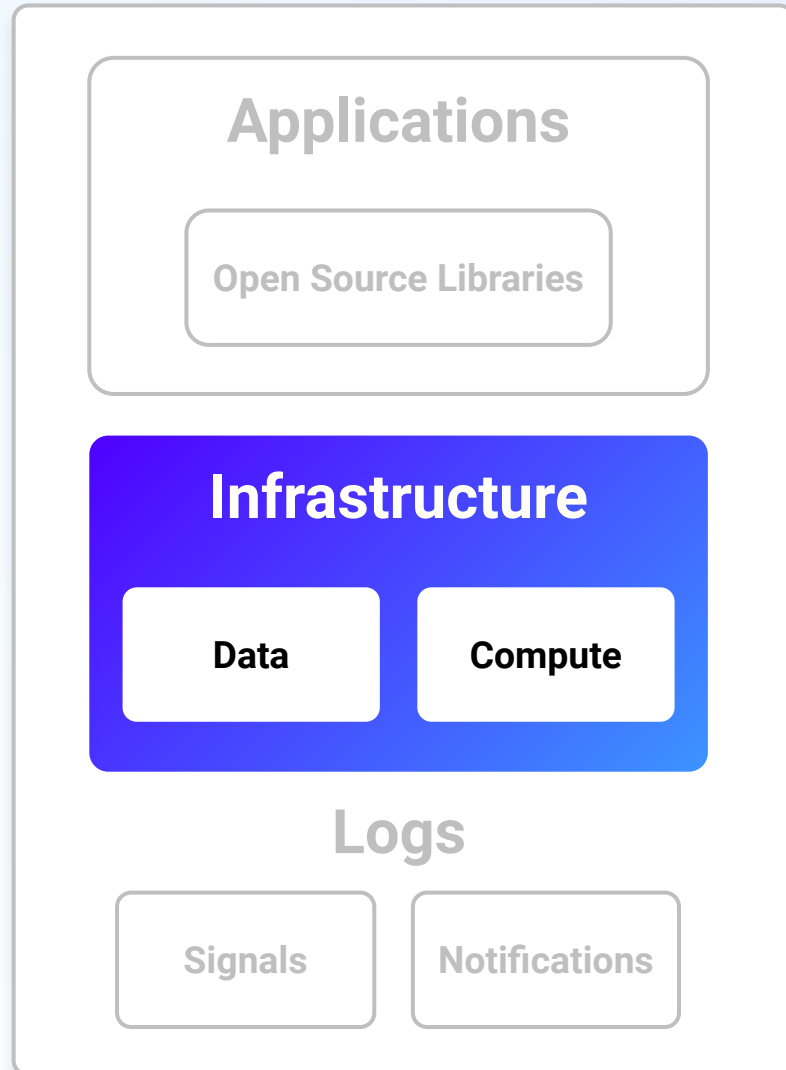 Applications
Open Source Libraries
Infrastructure
Data
Compute
Logs
Signals
Notifications